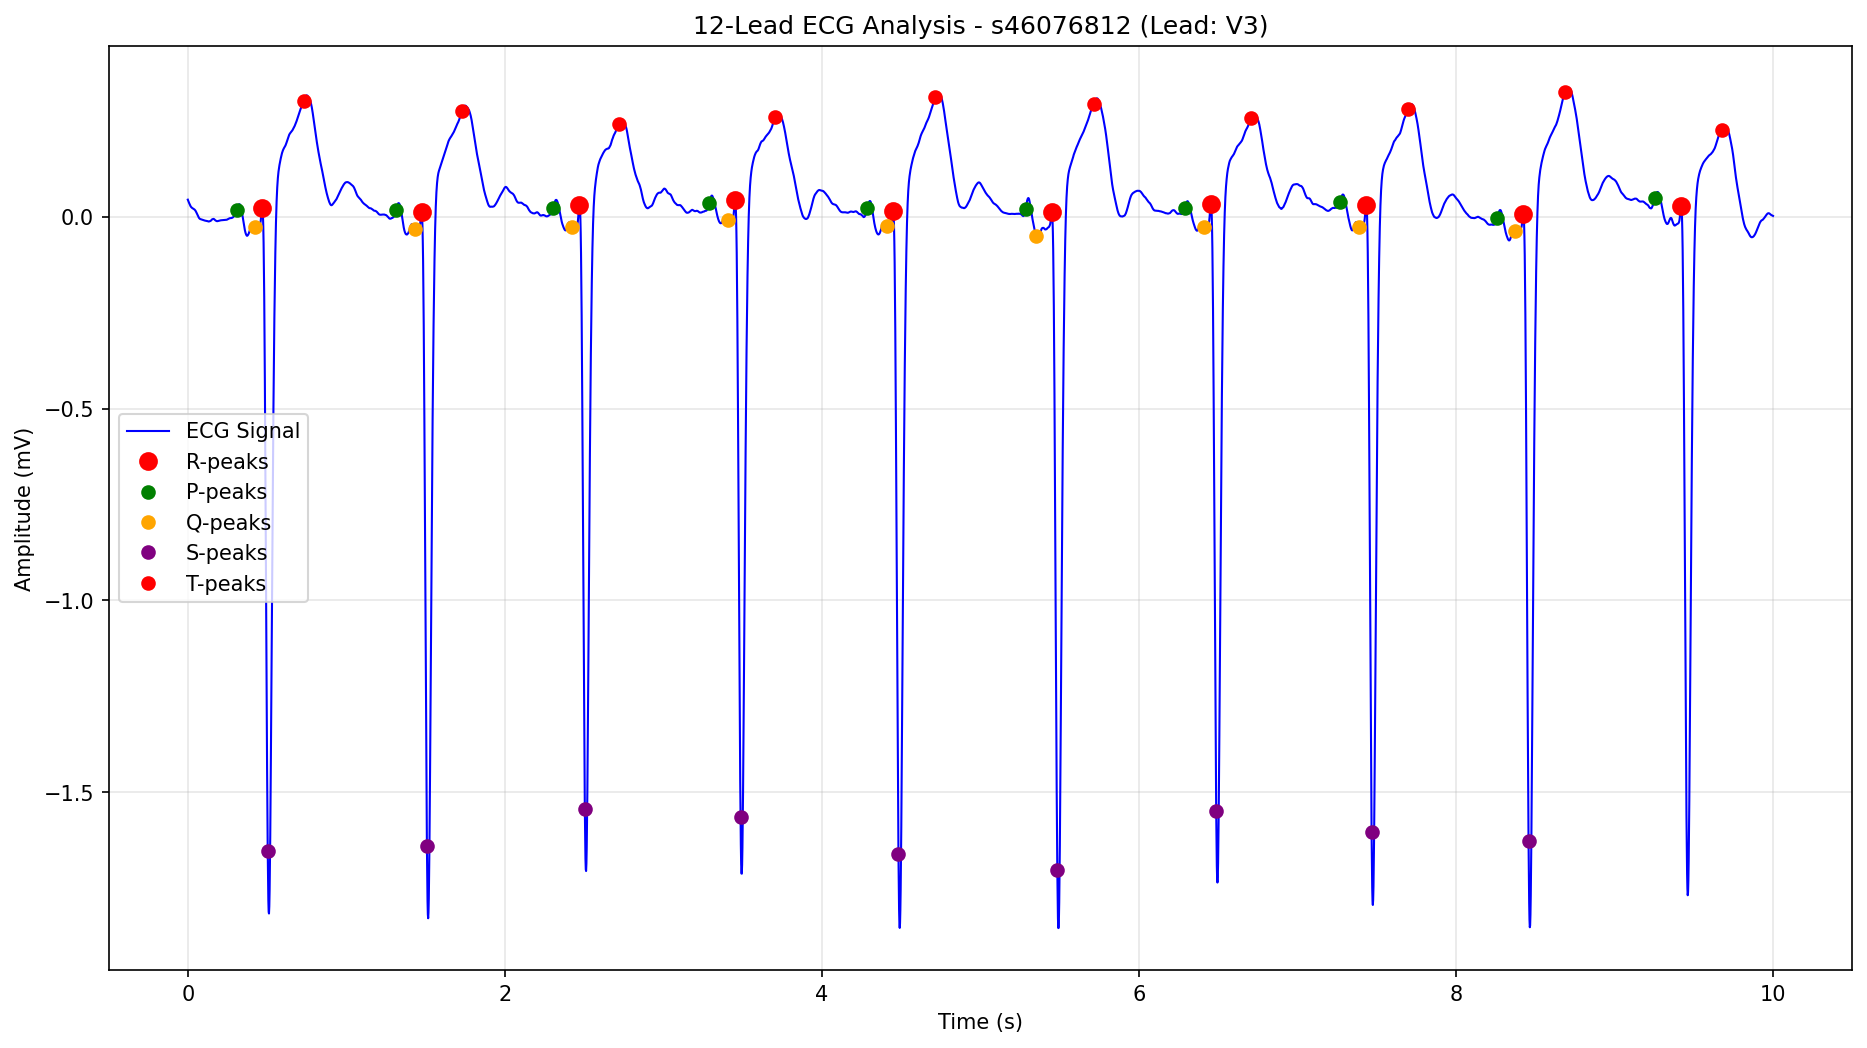 12-Lead ECG Analysis - s46076812 (Lead: V3)
0.0
−0.5
−1.0
−1.5
Amplitude (mV)
ECG Signal
R-peaks
P-peaks
Q-peaks
S-peaks
T-peaks
0 2 4 6 8 10
Time (s)